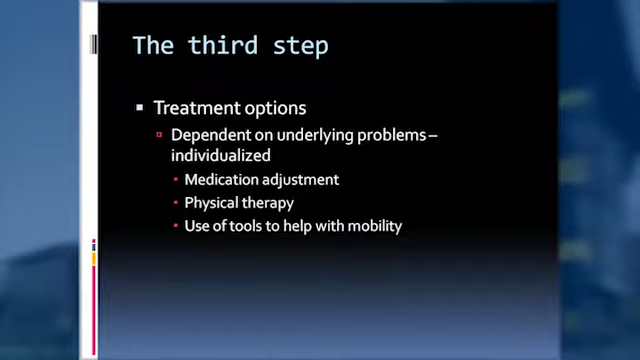 The third step
Treatment options
Dependent on underlying problems –
individualized
Medication adjustment
Physical therapy
Use of tools to help with mobility